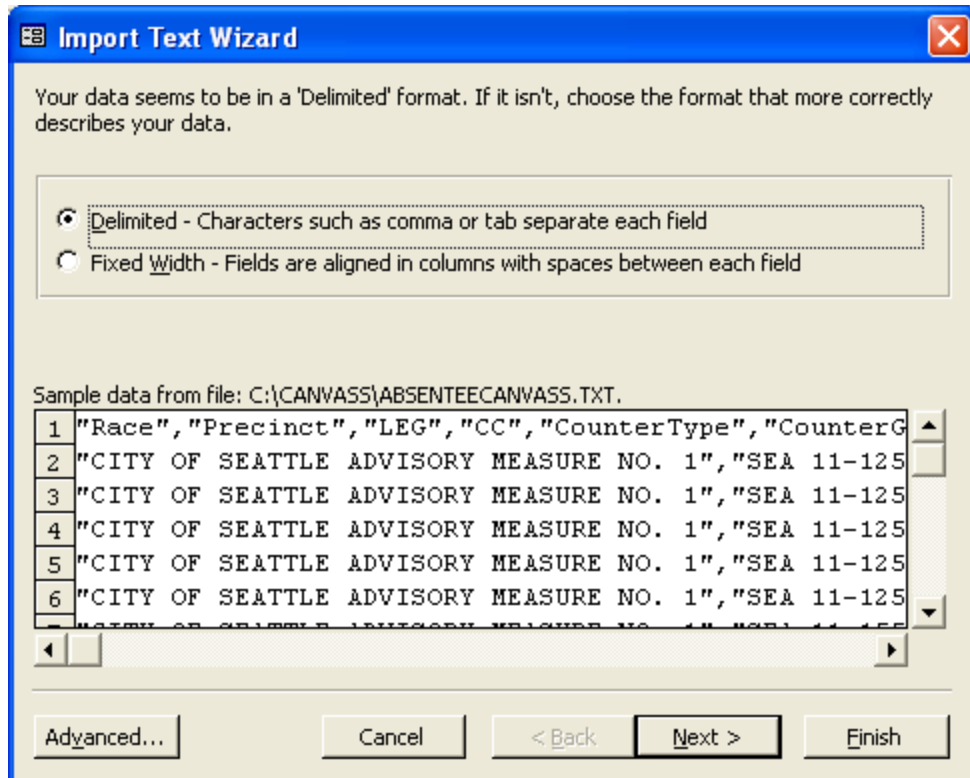 Import Text Wizard
Your data seems to be in a 'Delimited' format. If it isn't, choose the format that more correctly
describes your data.
Delimited - Characters such as comma or tab separate each field
Fixed Width - Fields are aligned in columns with spaces between each field
Sample data from file: C:\CANVASS\ABSENTEECANVASS.TXT.
1 "Race","Precinct","LEG","CC","CounterType","CounterG
2 "CITY OF SEATTLE ADVISORY MEASURE NO. 1","SEA 11-125
3 "CITY OF SEATTLE ADVISORY MEASURE NO. 1","SEA 11-125
4 "CITY OF SEATTLE ADVISORY MEASURE NO. 1","SEA 11-125
5 "CITY OF SEATTLE ADVISORY MEASURE NO. 1","SEA 11-125
6 "CITY OF SEATTLE ADVISORY MEASURE NO. 1","SEA 11-125
Advanced... Cancel < Back Next > Finish